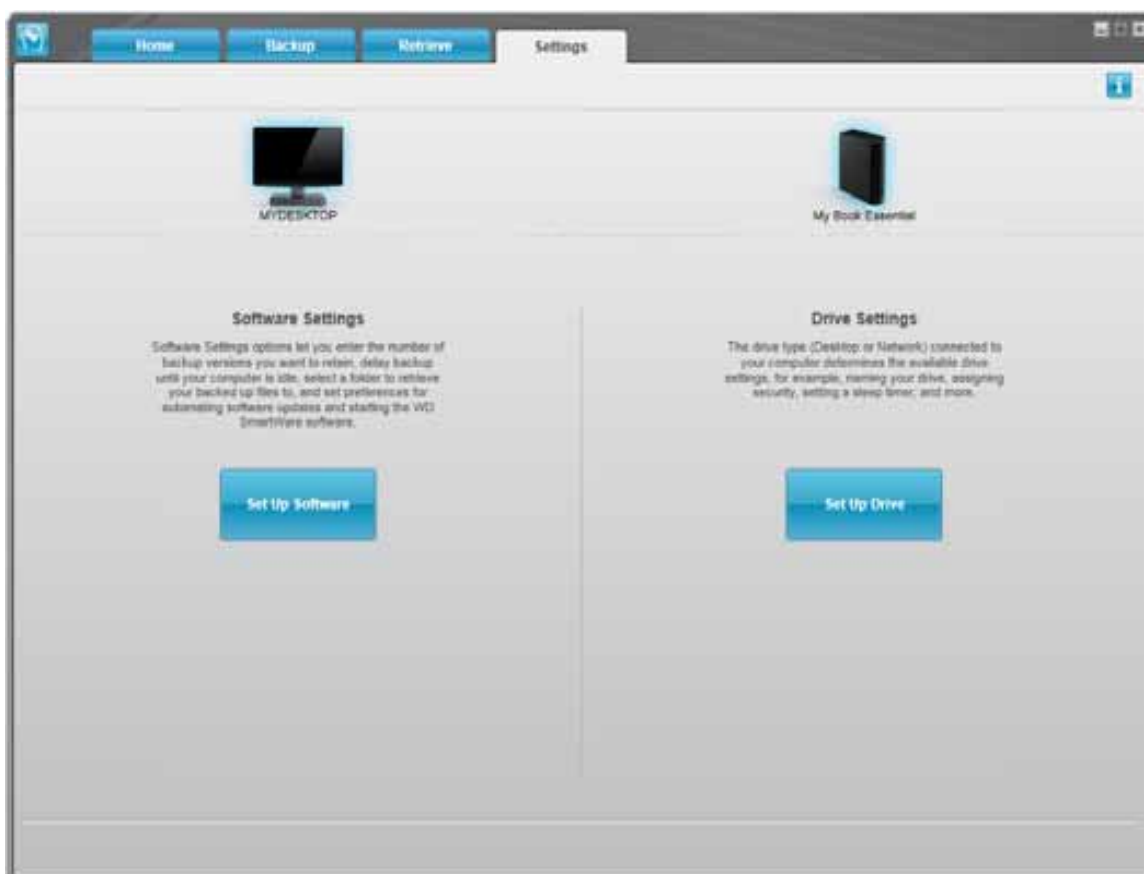 Home
Backup
Retrieve
Settings
MYDESKTOP
My Book Essential
Software Settings
Software Settings options let you enter the number of
backup versions you want to retain, delay backup
until your computer is idle, select a folder to retrieve
your backed up files to, and set preferences for
automating software updates and starting the WD
SmartWare software.
Set Up Software
Drive Settings
The drive type (Desktop or Network) connected to
your computer determines the available drive
settings, for example, naming your drive, assigning
security, setting a sleep timer, and more.
Set Up Drive